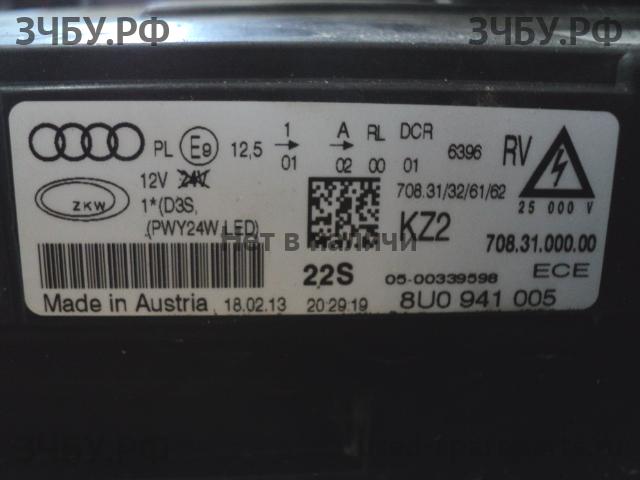 ЗЧБУ.РФ ЗЧБУ.РФ
PL E9 12,5 1 01 A 02 RL 00 DCR 01 6396 RV
12V 24V
ZKW
1*(D3S,
(PWY24W,LED)
708.31/32/61/62
25 000 V
KZ2 708.31.000.00
Нет в наличии
22S 05-00339598 ECE
Made in Austria 18.02.13 20:29:19 8U0 941 005
ЗЧБУ.РФ